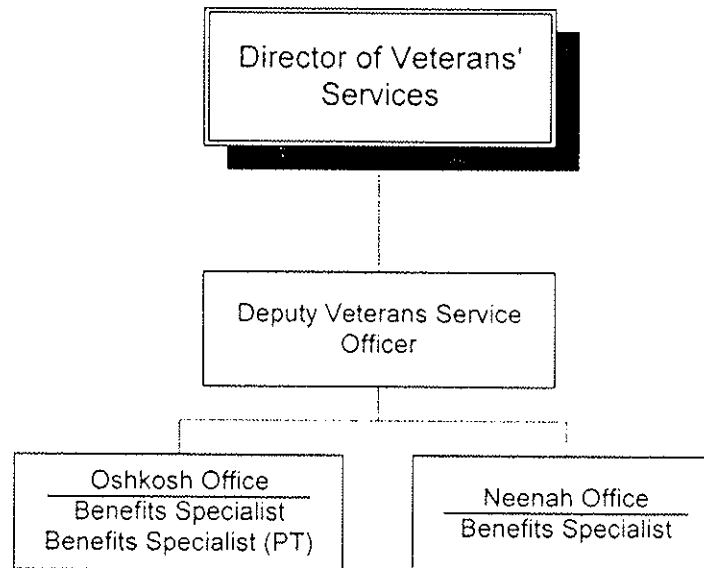 Director of Veterans'
Services
Deputy Veterans Service
Officer
Oshkosh Office
Benefits Specialist
Benefits Specialist (PT)
Neenah Office
Benefits Specialist